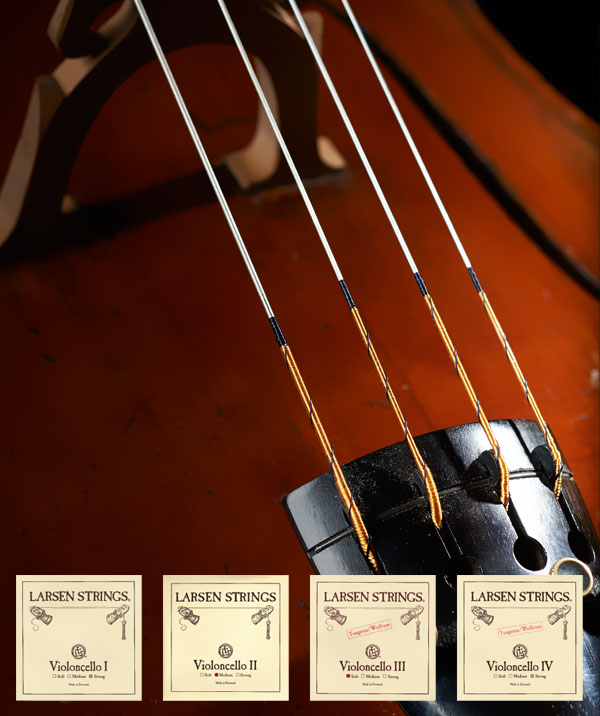 LARSEN STRINGS®
Violoncello I
Soft Medium Strong
Made in Denmark
LARSEN STRINGS
Violoncello II
Soft Medium Strong
Made in Denmark
LARSEN STRINGS
Tungsten/Wolfram
Violoncello III
Soft Medium Strong
Made in Denmark
LARSEN STRINGS®
Tungsten/Wolfram
Violoncello IV
Soft Medium Strong
Made in Denmark